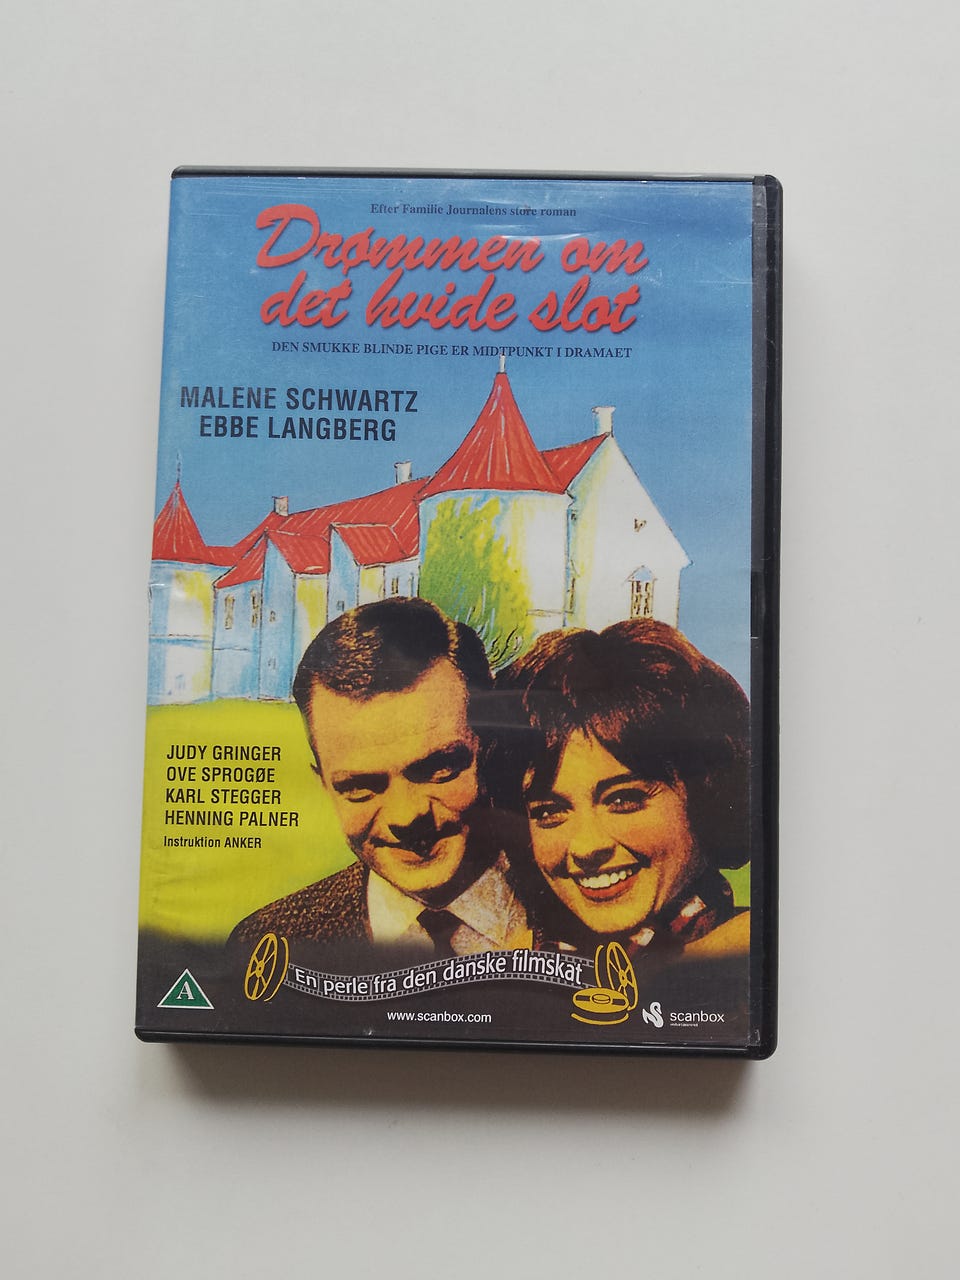 Efter Familie Journalens store roman
Drømmen om
det hvide slot
DEN SMUKKE BLINDE PIGE ER MIDTPUNKT I DRAMAET
MALENE SCHWARTZ
EBBE LANGBERG
JUDY GRINGER
OVE SPROGØE
KARL STEGGER
HENNING PALNER
Instruktion ANKER
En perle fra den danske filmskat
A
www.scanbox.com
scanbox